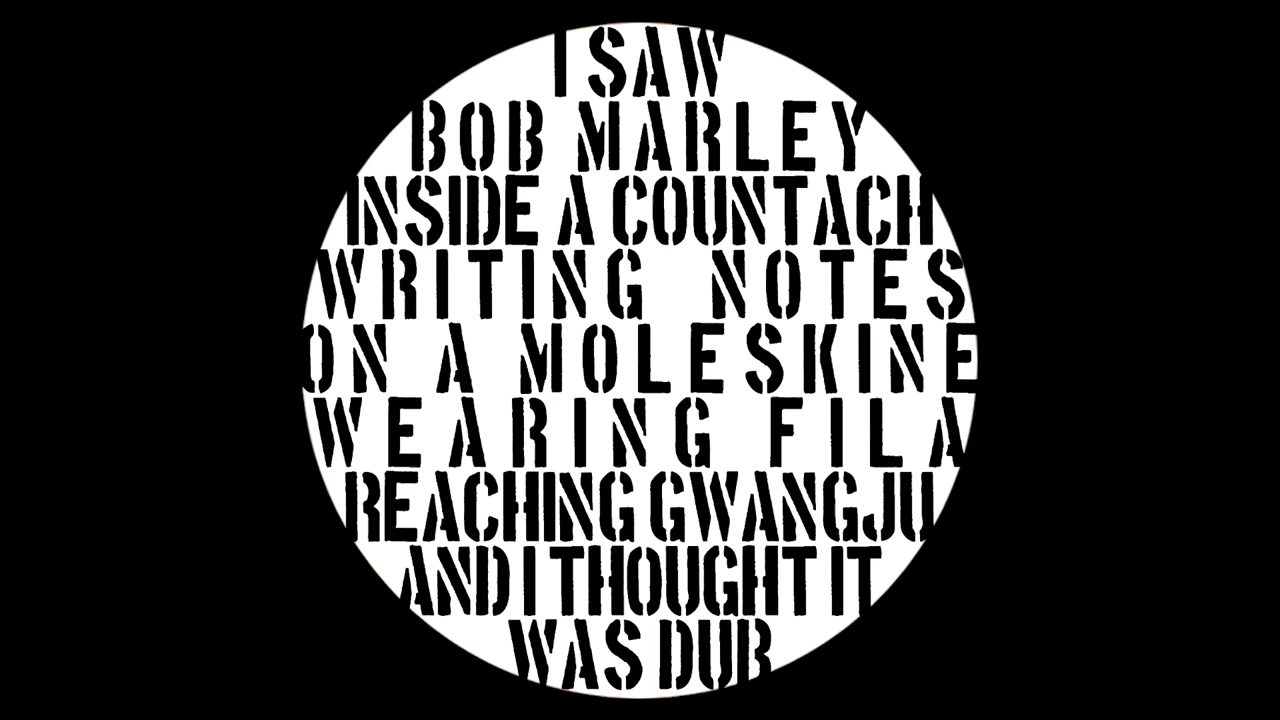 I SAW
BOB MARLEY
INSIDE A COUNTACH
WRITING NOTES
ON A MOLESKINE
WEARING FILA
REACHING GWANGJU
AND I THOUGHT IT
WAS DUB